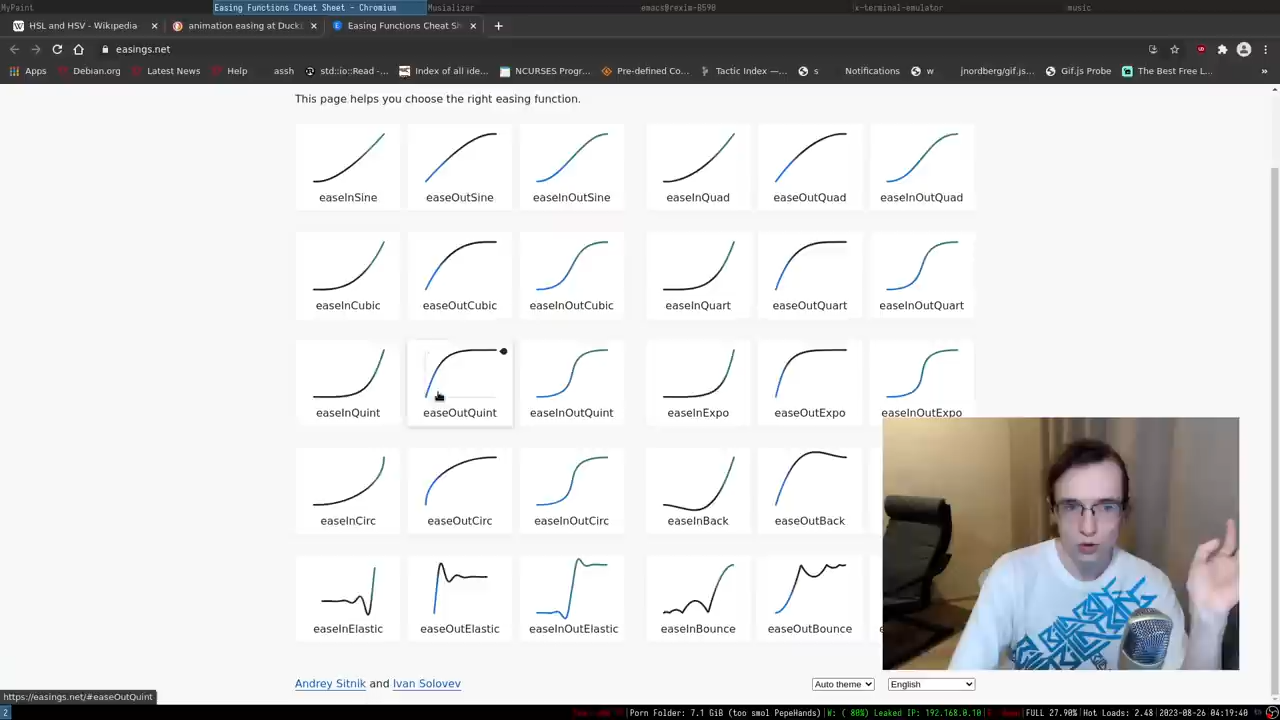 MyPaint Easing Functions Cheat Sheet - Chromium Musializer emacs@rexim-B590 x-terminal-emulator music
HSL and HSV - Wikipedia × animation easing at Duck × Easing Functions Cheat Sh × +
easings.net
Apps Debian.org Latest News Help assh std::io::Read -... Index of all ide... NCURSES Progr... Pre-defined Co... Tactic Index —... s Notifications w jnordberg/gif.js... Gif.js Probe The Best Free L... »
This page helps you choose the right easing function.
easeInSine easeOutSine easeInOutSine easeInQuad easeOutQuad easeInOutQuad
easeInCubic easeOutCubic easeInOutCubic easeInQuart easeOutQuart easeInOutQuart
easeInQuint easeOutQuint easeInOutQuint easeInExpo easeOutExpo easeInOutExpo
easeInCirc easeOutCirc easeInOutCirc easeInBack easeOutBack
easeInElastic easeOutElastic easeInOutElastic easeInBounce easeOutBounce
Andrey Sitnik and Ivan Solovev Auto theme English
https://easings.net/#easeOutQuint
2 |Porn Folder: 7.1 GiB (too smol PepeHands)|W: ( 80%) Leaked IP: 192.168.0.10| |FULL 27.90%|Hot Loads: 2.48|2023-08-26 04:19:40